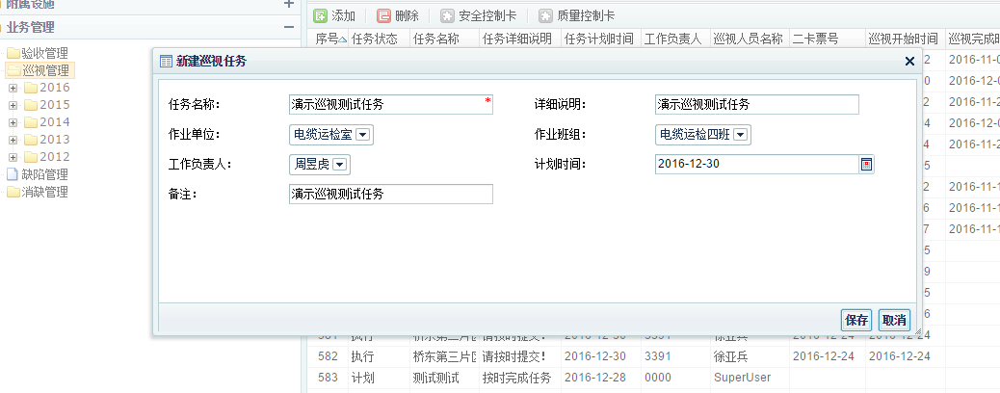 附属设施
业务管理
验收管理
巡视管理
2016
2015
2014
2013
2012
缺陷管理
消缺管理
添加 删除 安全控制卡 质量控制卡
序号 任务状态 任务名称 任务详细说明 任务计划时间 工作负责人 巡视人员名称 二卡票号 巡视开始时间 巡视完成时
新建巡视任务
任务名称: 演示巡视测试任务 * 详细说明: 演示巡视测试任务
作业单位: 电缆运检室 作业班组: 电缆运检四班
工作负责人: 周昱虎 计划时间: 2016-12-30
备注: 演示巡视测试任务
保存 取消
2 2016-11-0
0 2016-12-0
2 2016-11-2
4 2016-12-0
4 2016-11-2
5
2 2016-11-1
6 2016-11-1
7 2016-11-1
5
9
5
6
581 执行 桥东第三片区 请按时提交! 2016-12-30 3391 徐亚兵 2016-12-24 2016-12-24
582 执行 桥东第三片区 请按时提交! 2016-12-30 3391 徐亚兵 2016-12-24 2016-12-24
583 计划 测试测试 按时完成任务 2016-12-28 0000 SuperUser